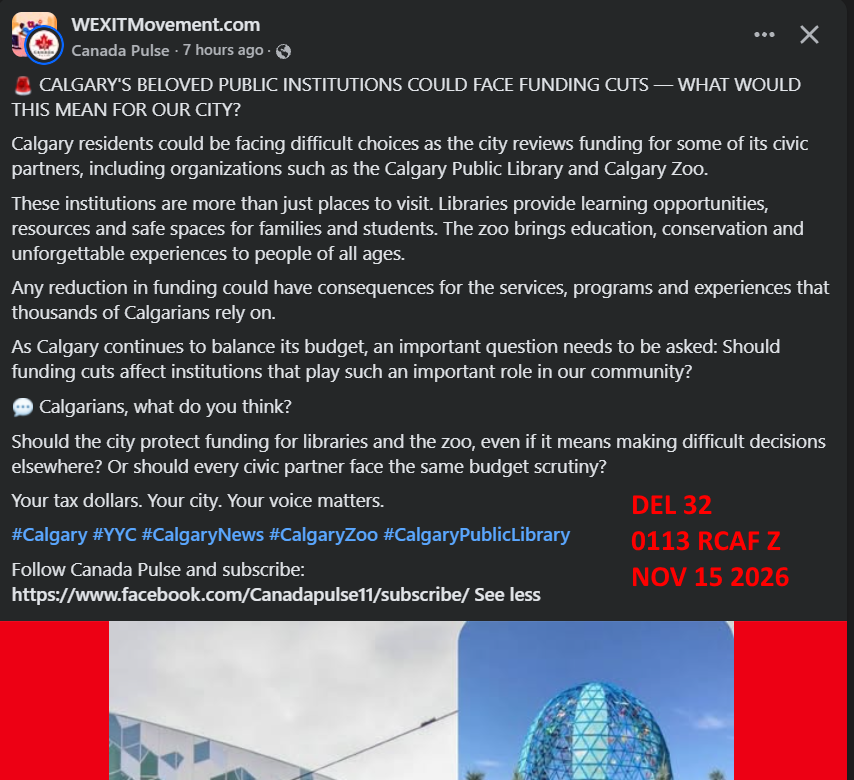 WEXITMovement.com
Canada Pulse · 7 hours ago ·
🚨 CALGARY'S BELOVED PUBLIC INSTITUTIONS COULD FACE FUNDING CUTS — WHAT WOULD
THIS MEAN FOR OUR CITY?
Calgary residents could be facing difficult choices as the city reviews funding for some of its civic
partners, including organizations such as the Calgary Public Library and Calgary Zoo.
These institutions are more than just places to visit. Libraries provide learning opportunities,
resources and safe spaces for families and students. The zoo brings education, conservation and
unforgettable experiences to people of all ages.
Any reduction in funding could have consequences for the services, programs and experiences that
thousands of Calgarians rely on.
As Calgary continues to balance its budget, an important question needs to be asked: Should
funding cuts affect institutions that play such an important role in our community?
💬 Calgarians, what do you think?
Should the city protect funding for libraries and the zoo, even if it means making difficult decisions
elsewhere? Or should every civic partner face the same budget scrutiny?
Your tax dollars. Your city. Your voice matters.
#Calgary #YYC #CalgaryNews #CalgaryZoo #CalgaryPublicLibrary
Follow Canada Pulse and subscribe:
https://www.facebook.com/Canadapulse11/subscribe/ See less
DEL 32
0113 RCAF Z
NOV 15 2026